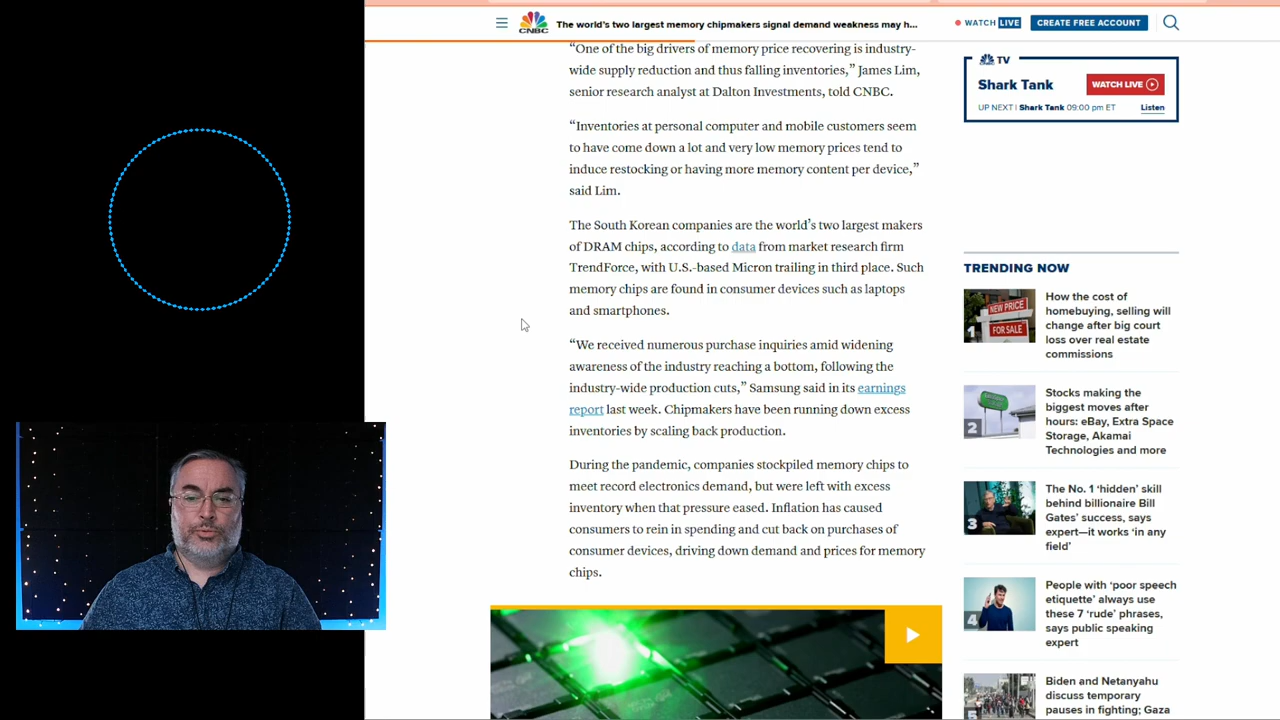 CNBC
The world's two largest memory chipmakers signal demand weakness may h...
WATCH LIVE
CREATE FREE ACCOUNT
“One of the big drivers of memory price recovering is industry-
wide supply reduction and thus falling inventories,” James Lim,
senior research analyst at Dalton Investments, told CNBC.
“Inventories at personal computer and mobile customers seem
to have come down a lot and very low memory prices tend to
induce restocking or having more memory content per device,”
said Lim.
The South Korean companies are the world’s two largest makers
of DRAM chips, according to data from market research firm
TrendForce, with U.S.-based Micron trailing in third place. Such
memory chips are found in consumer devices such as laptops
and smartphones.
“We received numerous purchase inquiries amid widening
awareness of the industry reaching a bottom, following the
industry-wide production cuts,” Samsung said in its earnings
report last week. Chipmakers have been running down excess
inventories by scaling back production.
During the pandemic, companies stockpiled memory chips to
meet record electronics demand, but were left with excess
inventory when that pressure eased. Inflation has caused
consumers to rein in spending and cut back on purchases of
consumer devices, driving down demand and prices for memory
chips.
TV
Shark Tank
WATCH LIVE
UP NEXT | Shark Tank 09:00 pm ET
Listen
TRENDING NOW
NEW PRICE
FOR SALE
1
How the cost of
homebuying, selling will
change after big court
loss over real estate
commissions
2
Stocks making the
biggest moves after
hours: eBay, Extra Space
Storage, Akamai
Technologies and more
3
The No. 1 ‘hidden’ skill
behind billionaire Bill
Gates’ success, says
expert—it works ‘in any
field’
4
People with ‘poor speech
etiquette’ always use
these 7 ‘rude’ phrases,
says public speaking
expert
5
Biden and Netanyahu
discuss temporary
pauses in fighting; Gaza